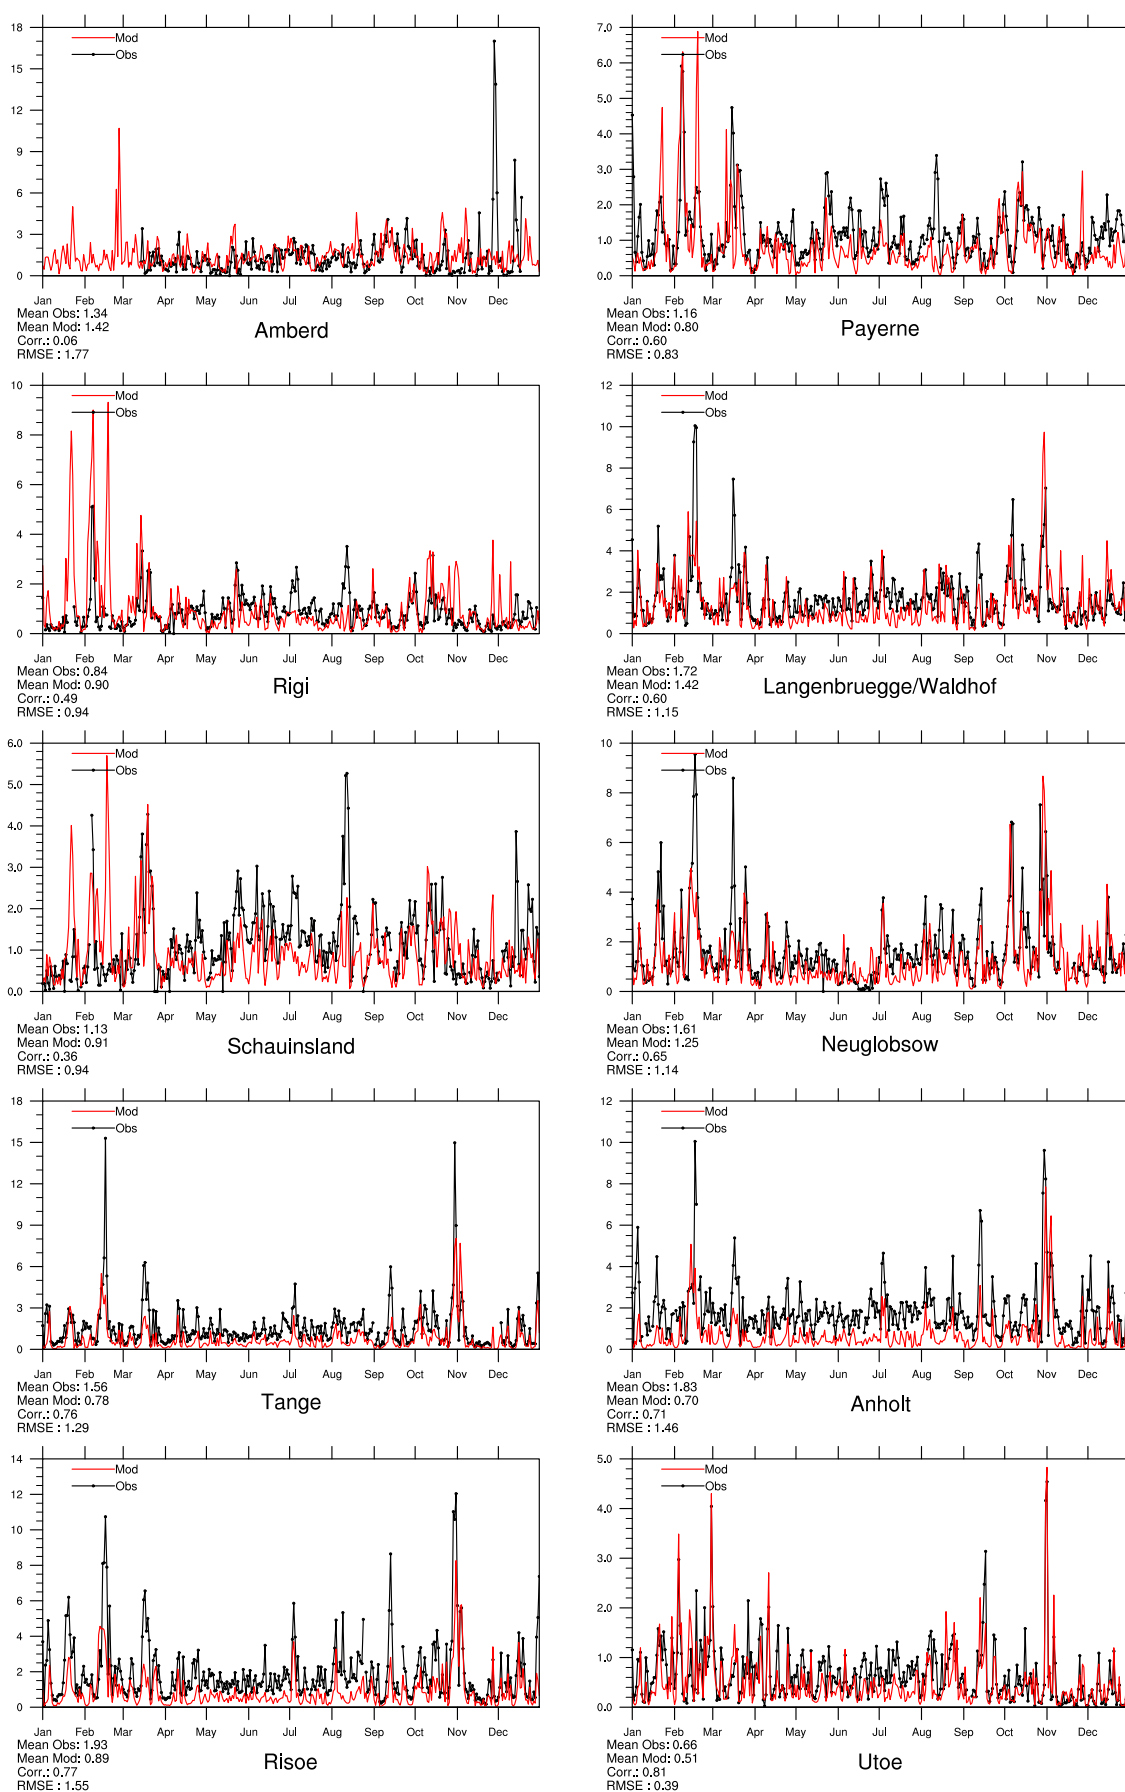 18
15
12
9
6
3
0
Mod
Obs
Jan Feb Mar Apr May Jun Jul Aug Sep Oct Nov Dec
Mean Obs: 1.34
Mean Mod: 1.42
Corr.: 0.06
RMSE : 1.77
Amberd
7.0
6.0
5.0
4.0
3.0
2.0
1.0
0.0
Mod
Obs
Jan Feb Mar Apr May Jun Jul Aug Sep Oct Nov Dec
Mean Obs: 1.16
Mean Mod: 0.80
Corr.: 0.60
RMSE : 0.83
Payerne
10
8
6
4
2
0
Mod
Obs
Jan Feb Mar Apr May Jun Jul Aug Sep Oct Nov Dec
Mean Obs: 0.84
Mean Mod: 0.90
Corr.: 0.49
RMSE : 0.94
Rigi
12
10
8
6
4
2
0
Mod
Obs
Jan Feb Mar Apr May Jun Jul Aug Sep Oct Nov Dec
Mean Obs: 1.72
Mean Mod: 1.42
Corr.: 0.60
RMSE : 1.15
Langenbruegge/Waldhof
6.0
5.0
4.0
3.0
2.0
1.0
0.0
Mod
Obs
Jan Feb Mar Apr May Jun Jul Aug Sep Oct Nov Dec
Mean Obs: 1.13
Mean Mod: 0.91
Corr.: 0.36
RMSE : 0.94
Schauinsland
10
8
6
4
2
0
Mod
Obs
Jan Feb Mar Apr May Jun Jul Aug Sep Oct Nov Dec
Mean Obs: 1.61
Mean Mod: 1.25
Corr.: 0.65
RMSE : 1.14
Neuglobsow
18
15
12
9
6
3
0
Mod
Obs
Jan Feb Mar Apr May Jun Jul Aug Sep Oct Nov Dec
Mean Obs: 1.56
Mean Mod: 0.78
Corr.: 0.76
RMSE : 1.29
Tange
12
10
8
6
4
2
0
Mod
Obs
Jan Feb Mar Apr May Jun Jul Aug Sep Oct Nov Dec
Mean Obs: 1.83
Mean Mod: 0.70
Corr.: 0.71
RMSE : 1.46
Anholt
14
12
10
8
6
4
2
0
Mod
Obs
Jan Feb Mar Apr May Jun Jul Aug Sep Oct Nov Dec
Mean Obs: 1.93
Mean Mod: 0.89
Corr.: 0.77
RMSE : 1.55
Risoe
5.0
4.0
3.0
2.0
1.0
0.0
Mod
Obs
Jan Feb Mar Apr May Jun Jul Aug Sep Oct Nov Dec
Mean Obs: 0.66
Mean Mod: 0.51
Corr.: 0.81
RMSE : 0.39
Utoe